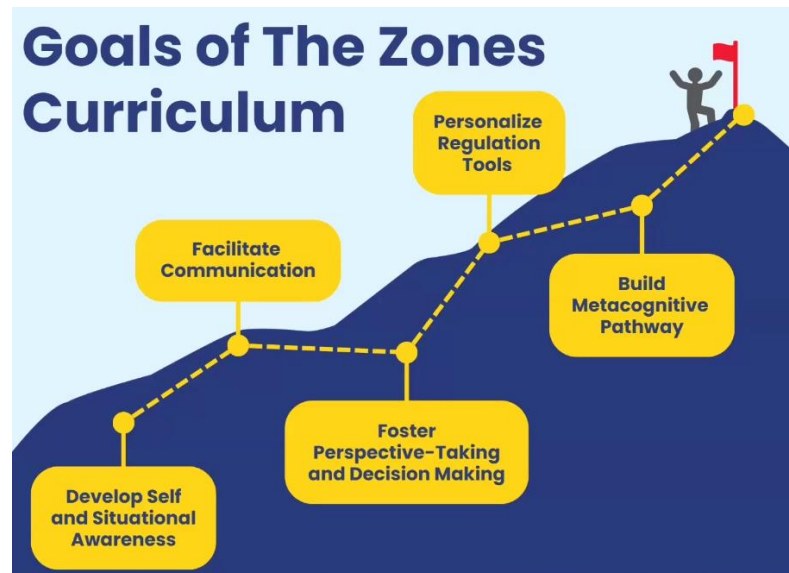 Goals of The Zones
Curriculum
Personalize
Regulation
Tools
Facilitate
Communication
Build
Metacognitive
Pathway
Foster
Perspective-Taking
and Decision Making
Develop Self
and Situational
Awareness